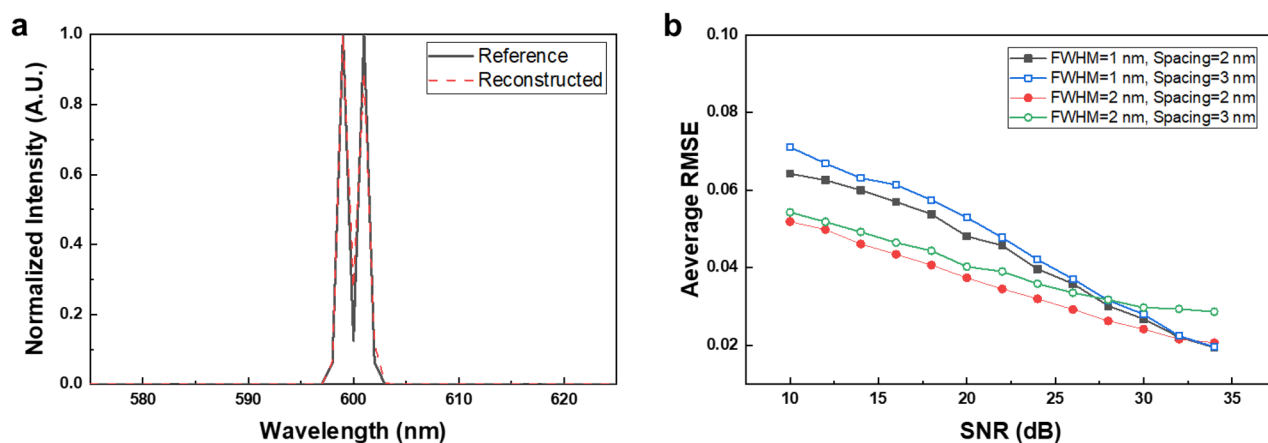 a
Normalized Intensity (A.U.)
1.0
0.8
0.6
0.4
0.2
0.0
580
590
600
610
620
Wavelength (nm)
Reference
Reconstructed
b
Aeverage RMSE
0.10
0.08
0.06
0.04
0.02
10
15
20
25
30
35
SNR (dB)
FWHM=1 nm, Spacing=2 nm
FWHM=1 nm, Spacing=3 nm
FWHM=2 nm, Spacing=2 nm
FWHM=2 nm, Spacing=3 nm